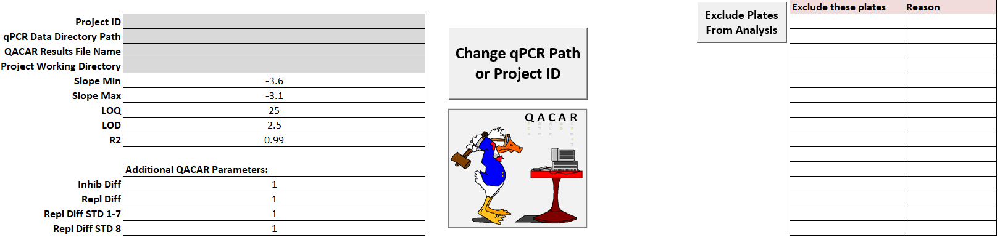 Project ID
qPCR Data Directory Path
QACAR Results File Name
Project Working Directory
Slope Min -3.6
Slope Max -3.1
LOQ 25
LOD 2.5
R2 0.99
Additional QACAR Parameters:
Inhib Diff 1
Repl Diff 1
Repl Diff STD 1-7 1
Repl Diff STD 8 1
Change qPCR Path
or Project ID
QACAR
Exclude Plates
From Analysis
Exclude these plates Reason